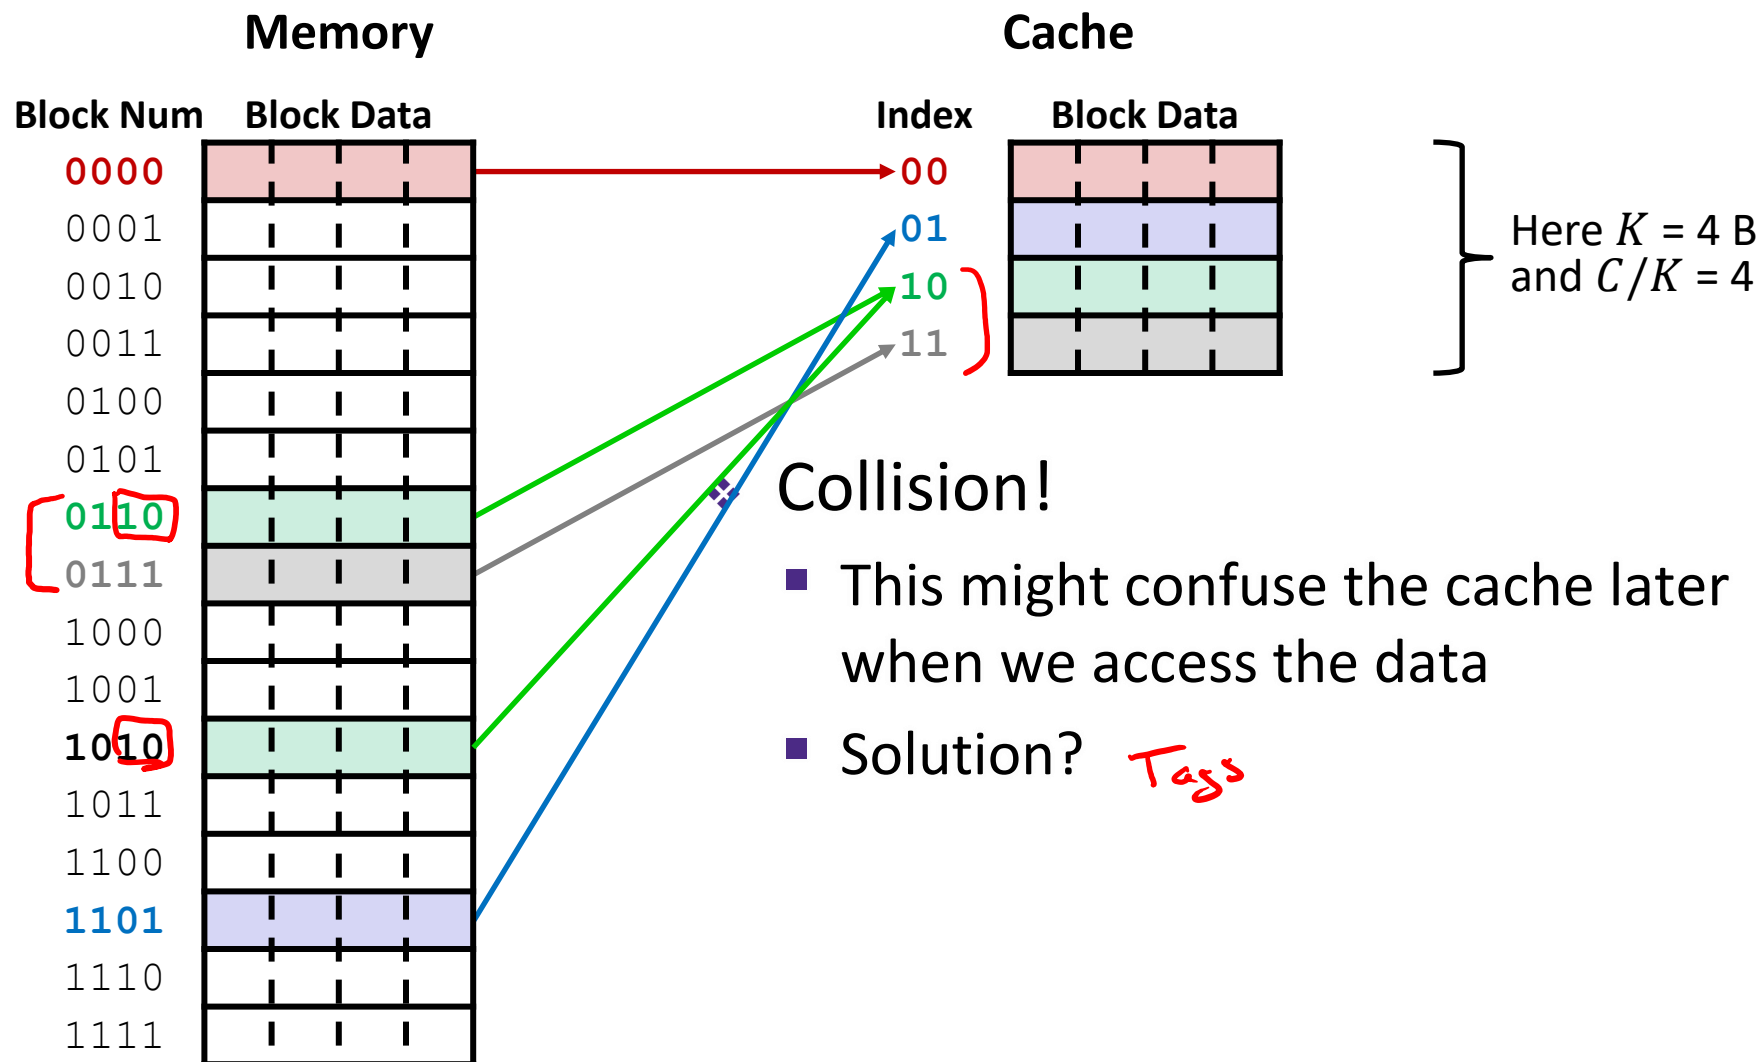 Memory
Cache
Block Num Block Data
Index Block Data
0000
0001
0010
0011
0100
0101
0110
0111
1000
1001
1010
1011
1100
1101
1110
1111
00
01
10
11
Here K = 4 B
and C/K = 4
Collision!
This might confuse the cache later
when we access the data
Solution? Tags